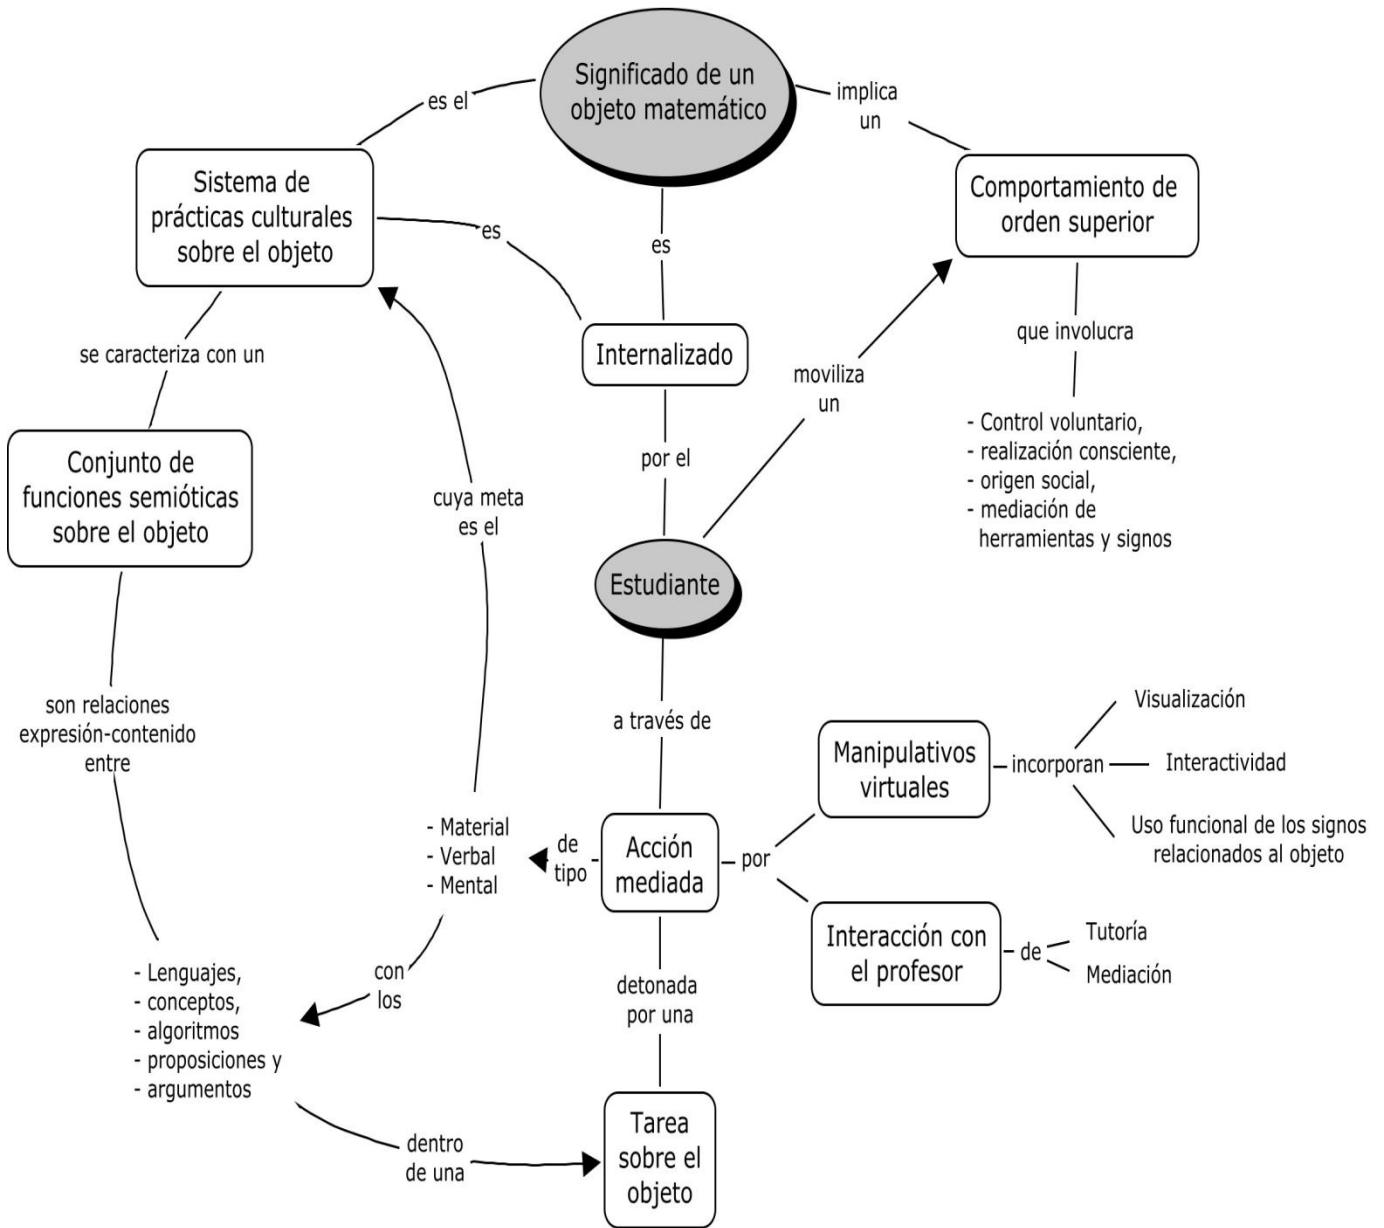 Significado de un
objeto matemático
es el
implica
un
Sistema de
prácticas culturales
sobre el objeto
Comportamiento de
orden superior
es
es
Internalizado
que involucra
se caracteriza con un
moviliza
un
- Control voluntario,
- realización consciente,
- origen social,
- mediación de
herramientas y signos
Conjunto de
funciones semióticas
sobre el objeto
por el
cuya meta
es el
Estudiante
son relaciones
expresión-contenido
entre
a través de
Manipulativos
virtuales
incorporan
Visualización
Interactividad
Uso funcional de los signos
relacionados al objeto
- Material
- Verbal
- Mental
de
tipo
Acción
mediada
por
Interacción con
el profesor
de
Tutoría
Mediación
con
los
detonada
por una
- Lenguajes,
- conceptos,
- algoritmos
- proposiciones y
- argumentos
dentro
de una
Tarea
sobre el
objeto